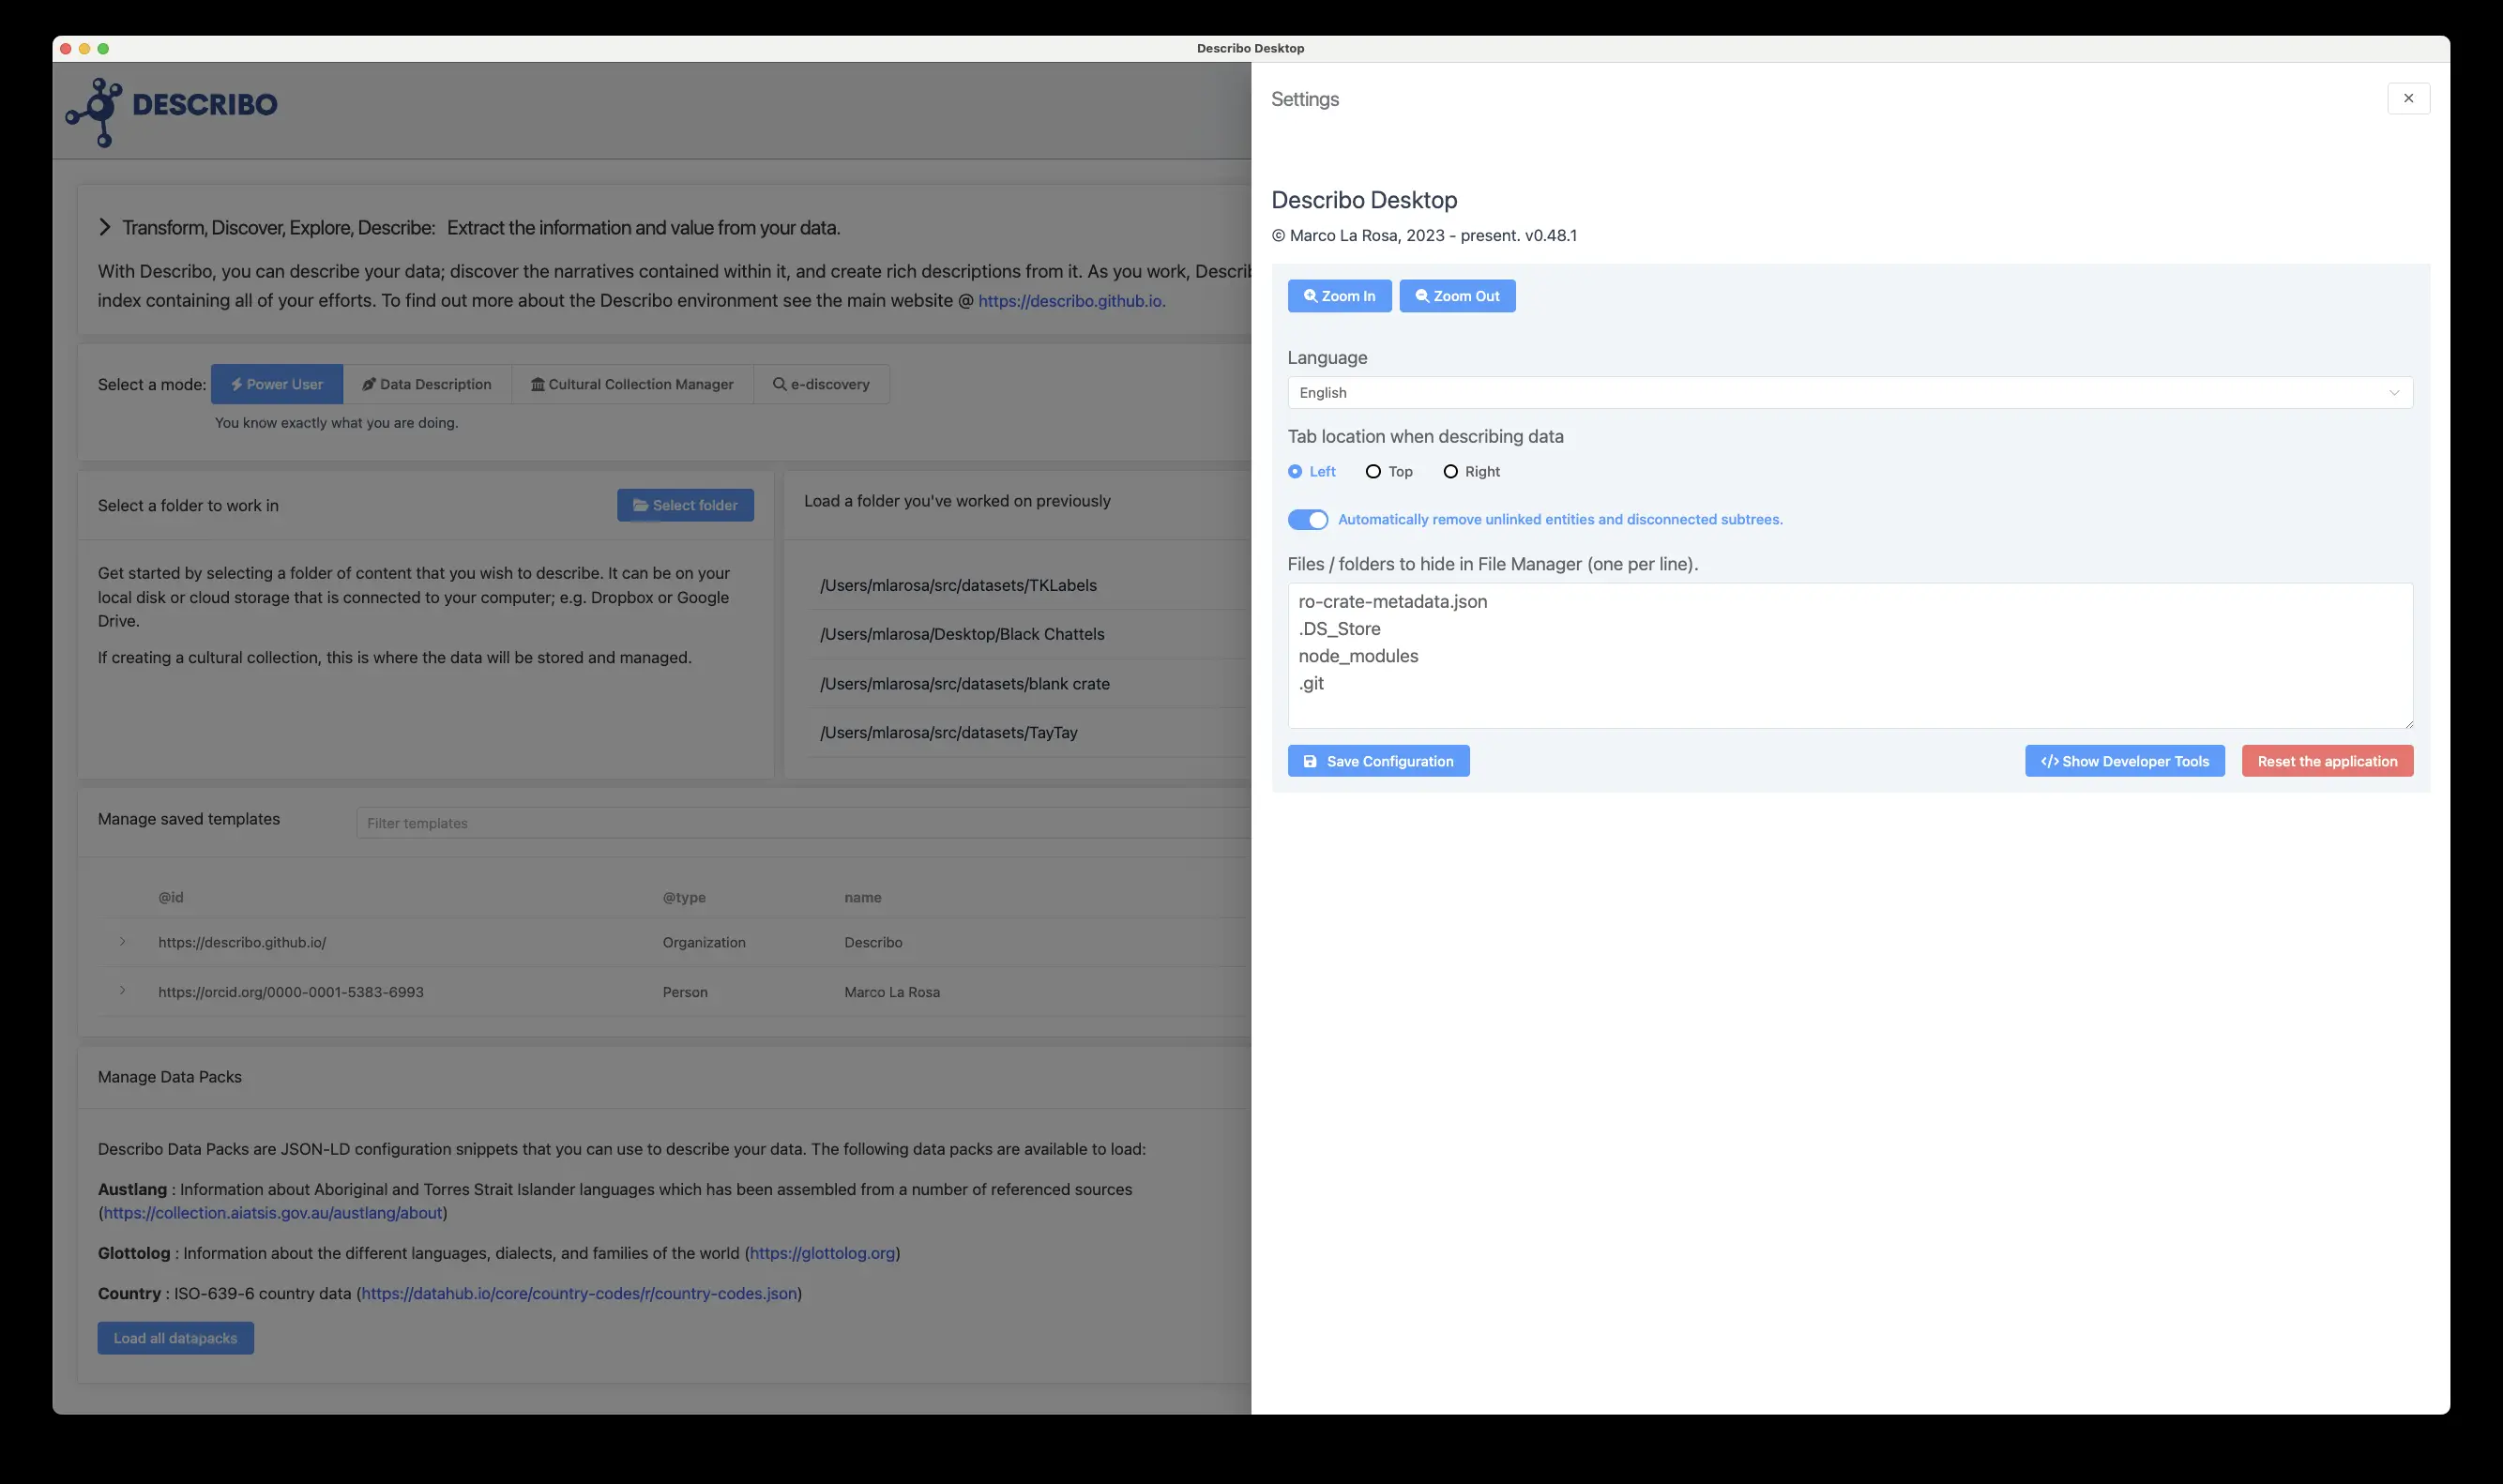 Describo Desktop
DESCRIBO
Transform, Discover, Explore, Describe: Extract the information and value from your data.
With Describo, you can describe your data; discover the narratives contained within it, and create rich descriptions from it. As you work, Describ
index containing all of your efforts. To find out more about the Describo environment see the main website @ https://describo.github.io.
Select a mode: Power User Data Description Cultural Collection Manager e-discovery
You know exactly what you are doing.
Select a folder to work in Select folder
Get started by selecting a folder of content that you wish to describe. It can be on your
local disk or cloud storage that is connected to your computer; e.g. Dropbox or Google
Drive.
If creating a cultural collection, this is where the data will be stored and managed.
Load a folder you've worked on previously
/Users/mlarosa/src/datasets/TKLabels
/Users/mlarosa/Desktop/Black Chattels
/Users/mlarosa/src/datasets/blank crate
/Users/mlarosa/src/datasets/TayTay
Manage saved templates Filter templates
@id @type name
https://describo.github.io/ Organization Describo
https://orcid.org/0000-0001-5383-6993 Person Marco La Rosa
Manage Data Packs
Describo Data Packs are JSON-LD configuration snippets that you can use to describe your data. The following data packs are available to load:
Austlang : Information about Aboriginal and Torres Strait Islander languages which has been assembled from a number of referenced sources
(https://collection.aiatsis.gov.au/austlang/about)
Glottolog : Information about the different languages, dialects, and families of the world (https://glottolog.org)
Country : ISO-639-6 country data (https://datahub.io/core/country-codes/r/country-codes.json)
Load all datapacks
Settings
Describo Desktop
© Marco La Rosa, 2023 - present. v0.48.1
Zoom In Zoom Out
Language
English
Tab location when describing data
Left Top Right
Automatically remove unlinked entities and disconnected subtrees.
Files / folders to hide in File Manager (one per line).
ro-crate-metadata.json
.DS_Store
node_modules
.git
Save Configuration </> Show Developer Tools Reset the application